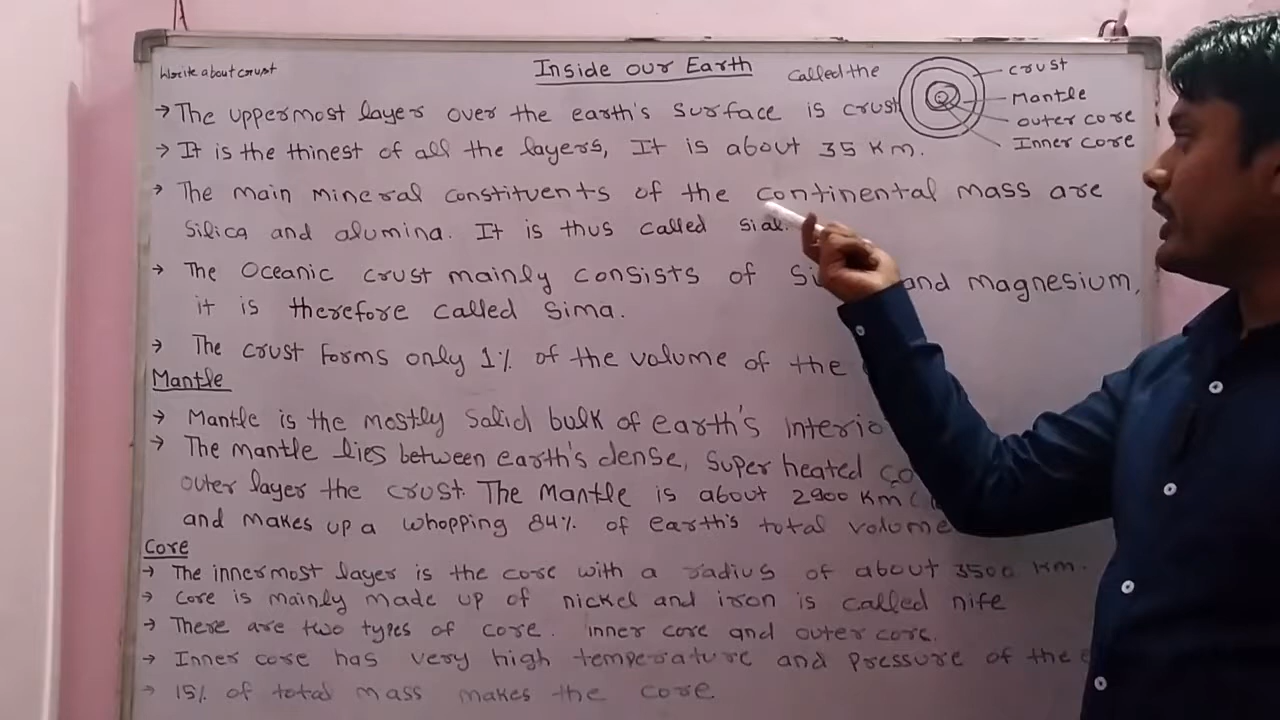 Write about crust
Inside our Earth
called the
crust
Mantle
outer core
Inner core
→ The uppermost layer over the earth's surface is crust
→ It is the thinest of all the layers, It is about 35 Km.
→ The main mineral constituents of the continental mass are
silica and alumina. It is thus called sial.
→ The Oceanic crust mainly consists of and magnesium,
it is therefore called Sima.
→ The crust Forms only 1% of the volume of the
Mantle
→ Mantle is the mostly solid bulk of earth's
→ The mantle lies between earth's dense, super heated
outer layer the crust. The Mantle is about 2900 Km
and makes up a whopping 84% of earth's total volume
Core
→ The innermost layer is the core with a radius of about 3500 km.
→ Core is mainly made up of nickel and iron is called nife
→ There are two types of core. inner core and outer core.
→ Inner core has very high temperature and pressure of the
→ 15% of total mass makes the core